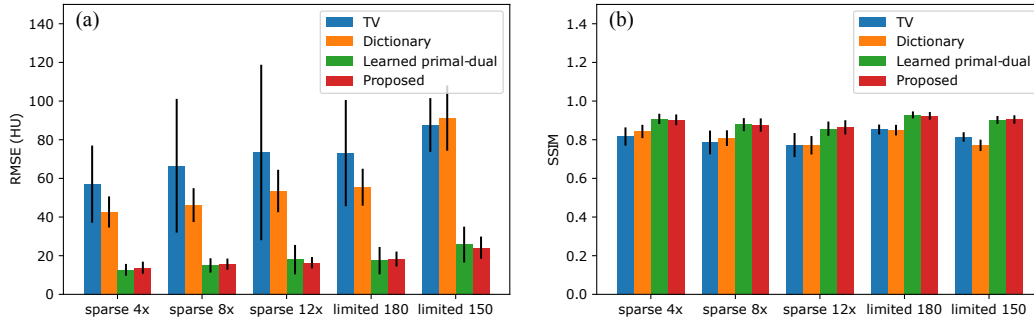 (a)
TV
Dictionary
Learned primal-dual
Proposed
RMSE (HU)
140
120
100
80
60
40
20
0
sparse 4x sparse 8x sparse 12x limited 180 limited 150
(b)
TV
Dictionary
Learned primal-dual
Proposed
SSIM
1.4
1.2
1.0
0.8
0.6
0.4
0.2
0.0
sparse 4x sparse 8x sparse 12x limited 180 limited 150